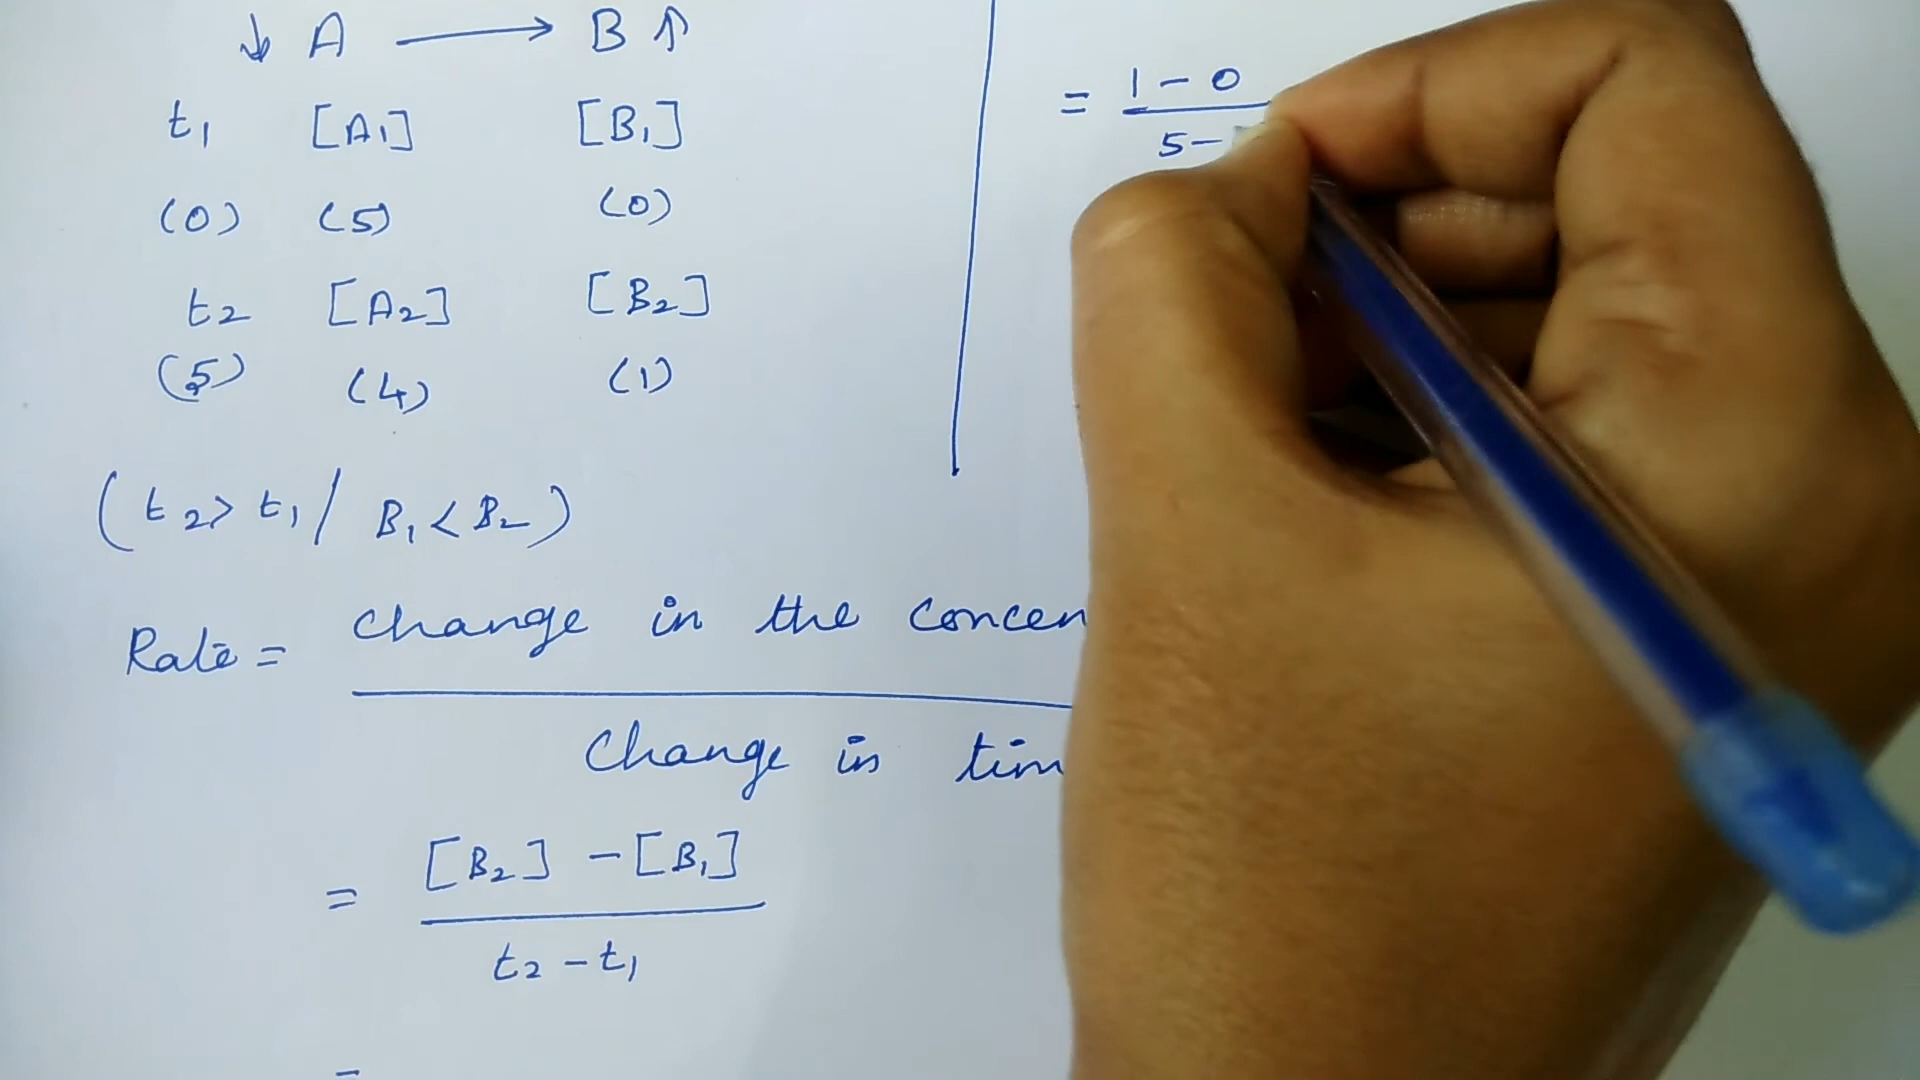 ↓ A ⟶ B ↑
t₁ [A₁] [B₁]
(0) (5) (0)
t₂ [A₂] [B₂]
(5) (4) (1)
(t₂ > t₁ / B₁ < B₂)
Rate = change in the concen
Change in tim
= [B₂] - [B₁]
t₂ - t₁
=
= 1 - 0
5 -